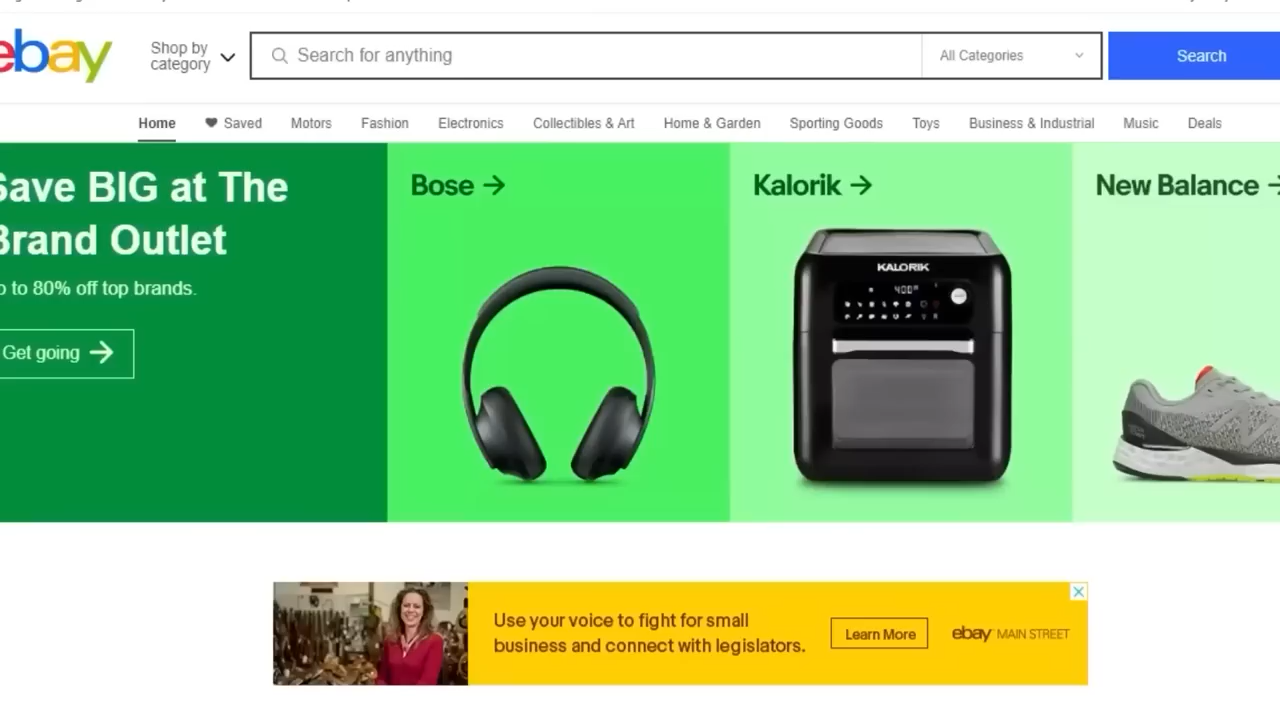 ebay
Shop by
category
Search for anything
All Categories
Search
Home
Saved
Motors
Fashion
Electronics
Collectibles & Art
Home & Garden
Sporting Goods
Toys
Business & Industrial
Music
Deals
Save BIG at The
Brand Outlet
p to 80% off top brands.
Get going →
Bose →
Kalorik →
New Balance →
KALORIK
400°
Use your voice to fight for small
business and connect with legislators.
Learn More
ebay MAIN STREET